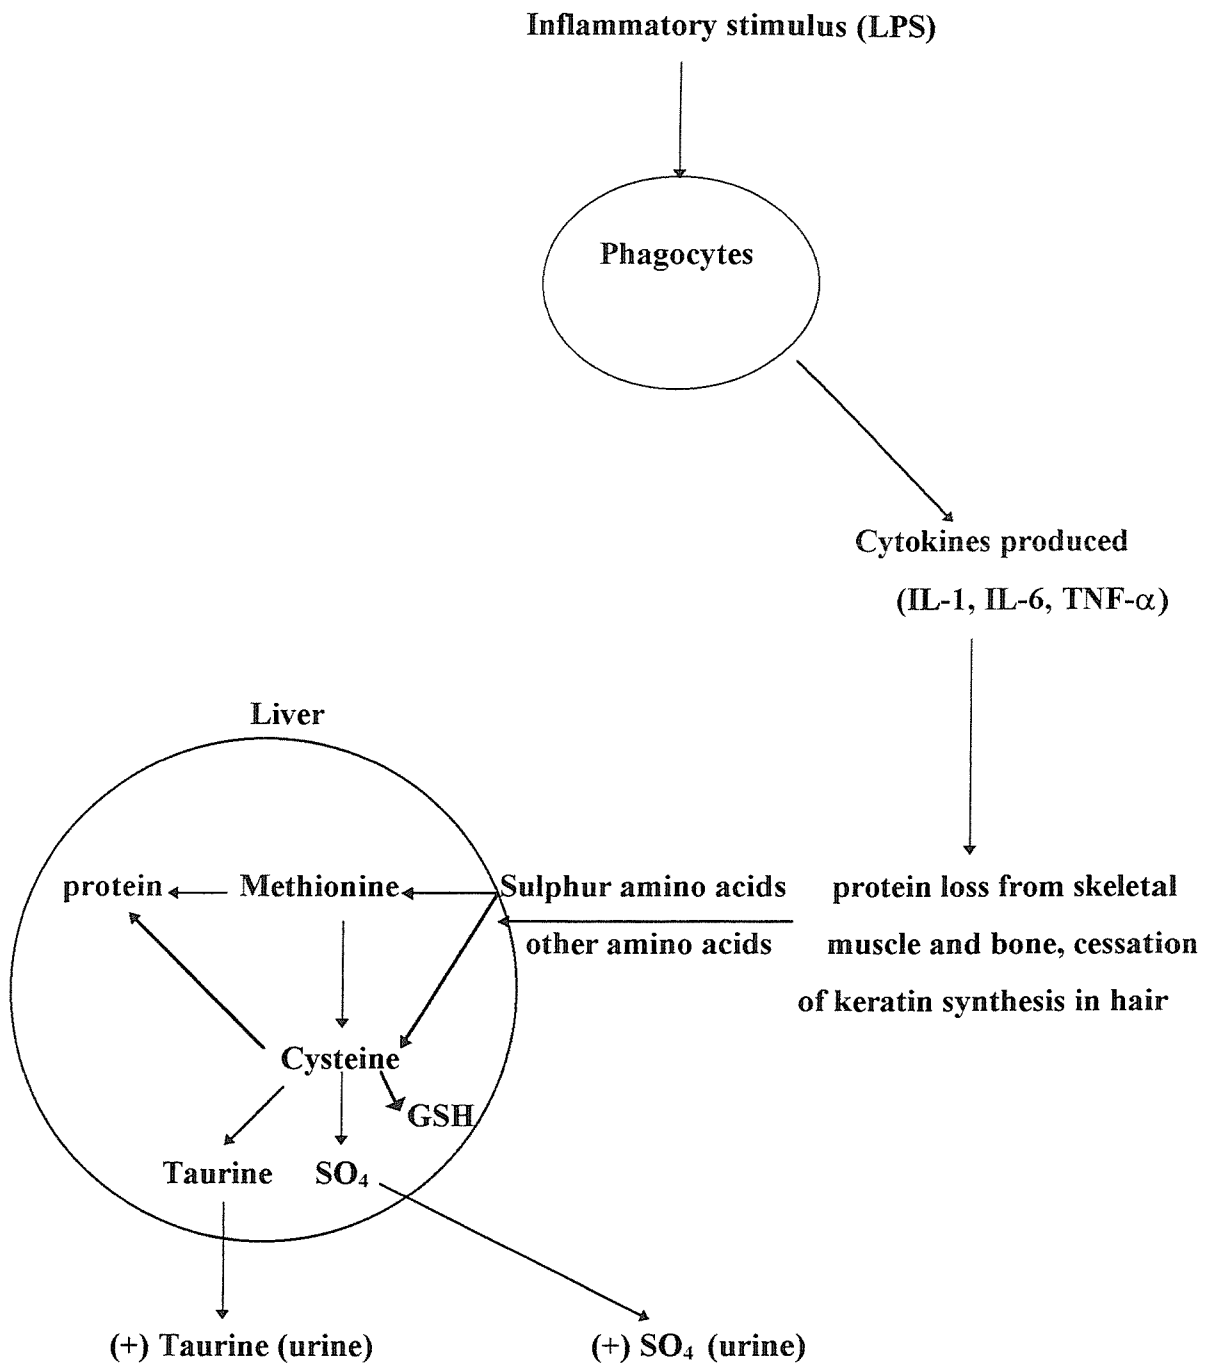 Inflammatory stimulus (LPS)
Phagocytes
Cytokines produced
(IL-1, IL-6, TNF-α)
Liver
protein
Methionine
Sulphur amino acids
other amino acids
protein loss from skeletal
muscle and bone, cessation
of keratin synthesis in hair
Cysteine
GSH
Taurine
SO₄
(+) Taurine (urine)
(+) SO₄ (urine)